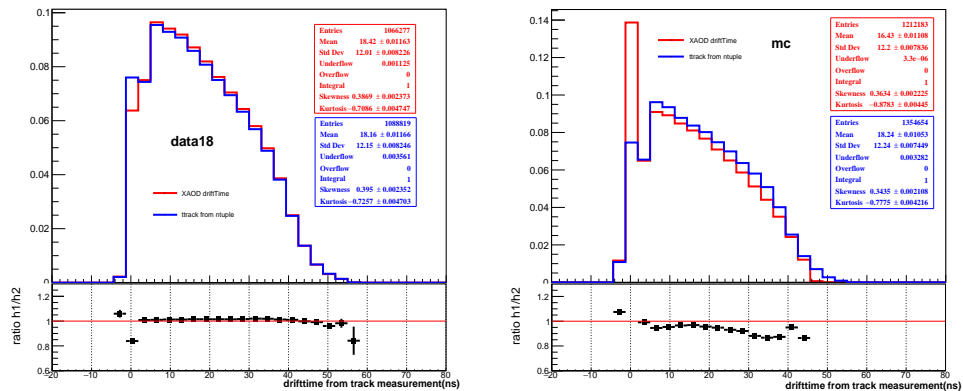 0.1
0.08
0.06
0.04
0.02
0
data18
XAOD driftTime
ttrack from ntuple
Entries 1066277
Mean 18.42 ± 0.01163
Std Dev 12.01 ± 0.008226
Underflow 0.001125
Overflow 0
Integral 1
Skewness 0.3869 ± 0.002373
Kurtosis −0.7086 ± 0.004747
Entries 1088819
Mean 18.16 ± 0.01166
Std Dev 12.15 ± 0.008246
Underflow 0.003561
Overflow 0
Integral 1
Skewness 0.395 ± 0.002352
Kurtosis −0.7257 ± 0.004703
ratio h1/h2
1.2
1
0.8
0.6
−20 −10 0 10 20 30 40 50 60 70 80
drifttime from track measurement(ns)
0.14
0.12
0.1
0.08
0.06
0.04
0.02
0
mc
XAOD driftTime
ttrack from ntuple
Entries 1212183
Mean 16.43 ± 0.01108
Std Dev 12.2 ± 0.007836
Underflow 3.3e−06
Overflow 0
Integral 1
Skewness 0.3634 ± 0.002225
Kurtosis −0.8783 ± 0.00445
Entries 1354654
Mean 18.24 ± 0.01053
Std Dev 12.24 ± 0.007449
Underflow 0.003282
Overflow 0
Integral 1
Skewness 0.3435 ± 0.002108
Kurtosis −0.7775 ± 0.004216
ratio h1/h2
1.2
1
0.8
0.6
−20 −10 0 10 20 30 40 50 60 70 80
drifttime from track measurement(ns)